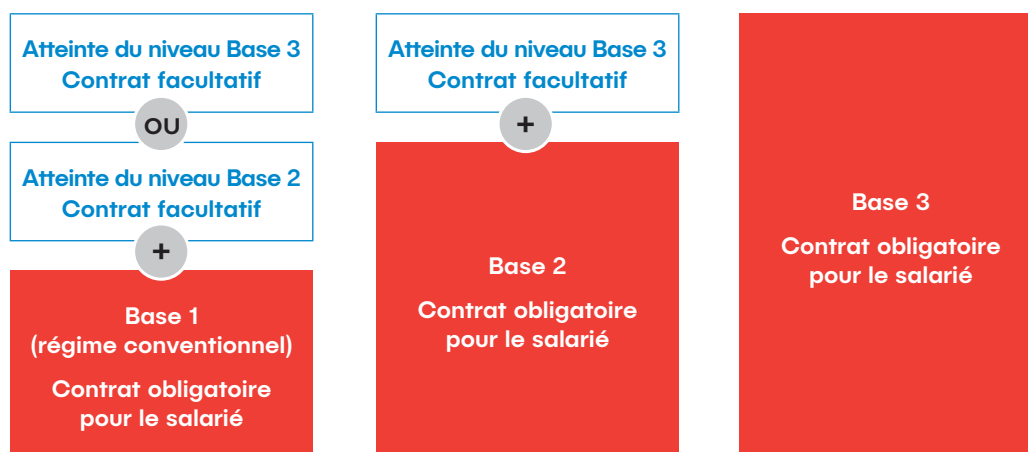 Atteinte du niveau Base 3
Contrat facultatif
OU
Atteinte du niveau Base 2
Contrat facultatif
+
Base 1
(régime conventionnel)
Contrat obligatoire
pour le salarié
Atteinte du niveau Base 3
Contrat facultatif
+
Base 2
Contrat obligatoire
pour le salarié
Base 3
Contrat obligatoire
pour le salarié